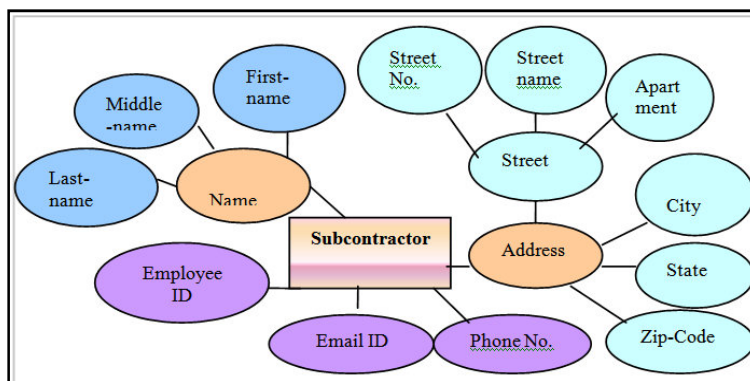 Street
No.
Street
name
Apart
ment
First-
name
Middle
-name
Last-
name
Name
Street
City
Subcontractor
Address
State
Employee
ID
Email ID
Phone No.
Zip-Code